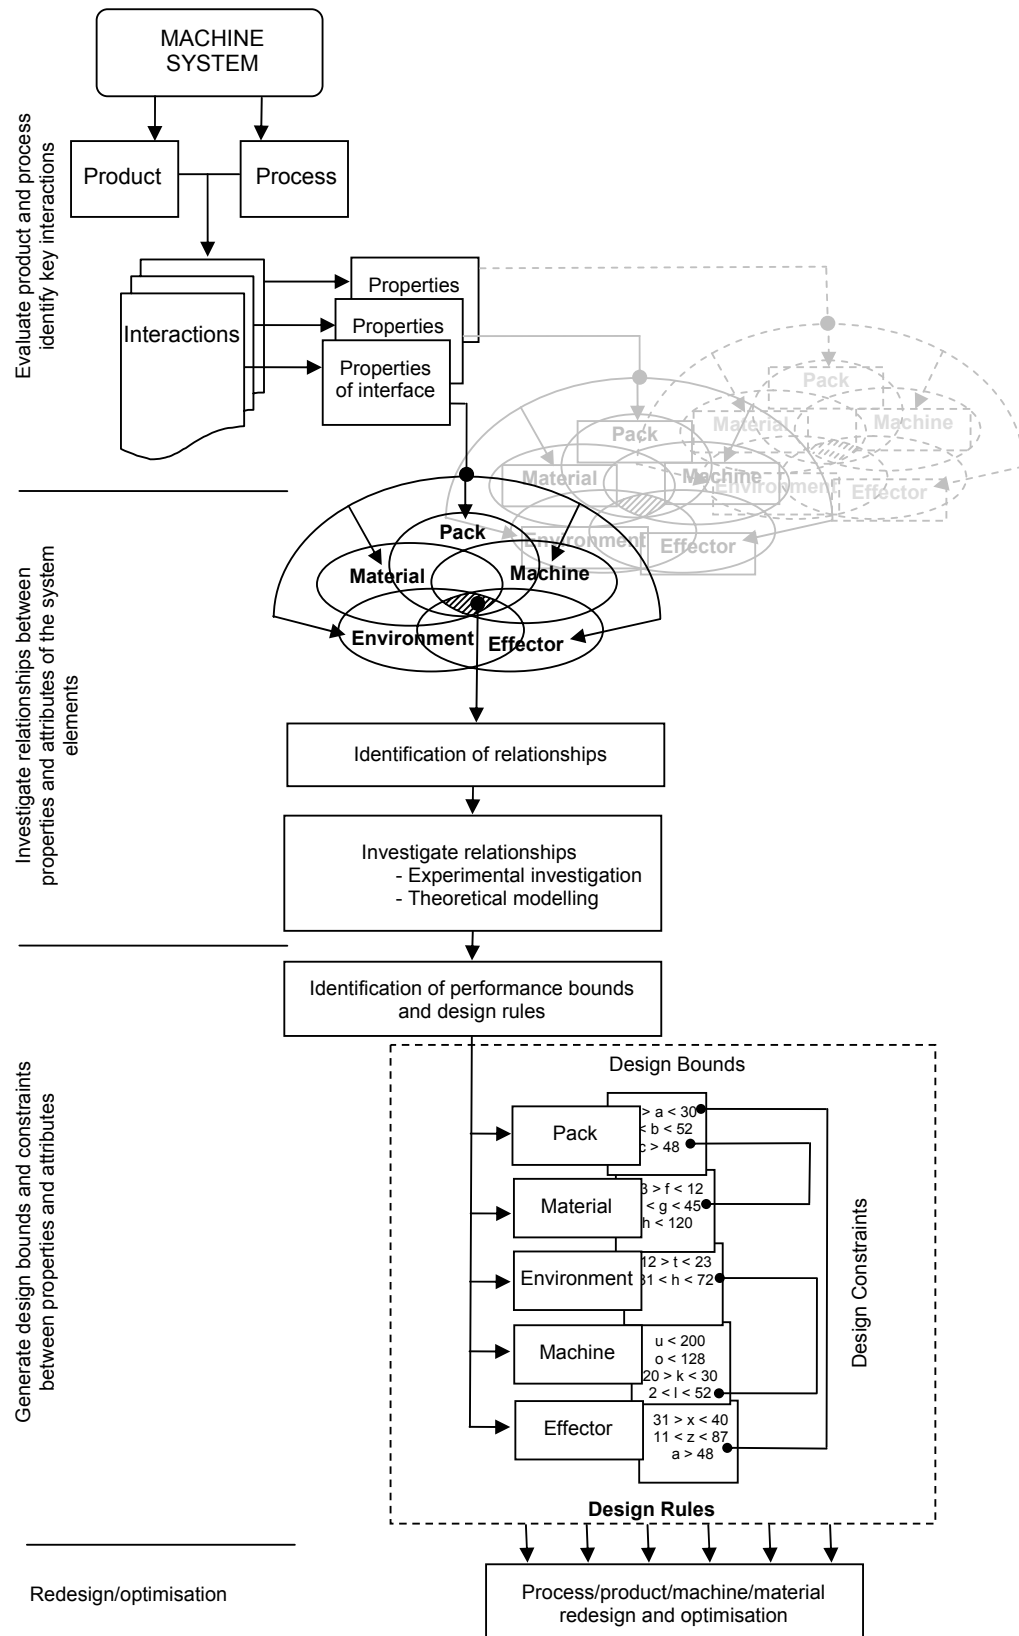 MACHINE
SYSTEM
Evaluate product and process
identify key interactions
Product
Process
Interactions
Properties
Properties
Properties
of interface
Pack
Material
Machine
Environment
Effector
Pack
Material
Machine
Environment
Effector
Investigate relationships between
properties and attributes of the system
elements
Pack
Material
Machine
Environment
Effector
Identification of relationships
Investigate relationships
- Experimental investigation
- Theoretical modelling
Identification of performance bounds
and design rules
Generate design bounds and constraints
between properties and attributes
Design Bounds
Pack
> a < 30
< b < 52
c > 48
Material
3 > f < 12
< g < 45
h < 120
Environment
12 > t < 23
31 < h < 72
Machine
u < 200
o < 128
20 > k < 30
2 < l < 52
Effector
31 > x < 40
11 < z < 87
a > 48
Design Constraints
Design Rules
Redesign/optimisation
Process/product/machine/material
redesign and optimisation